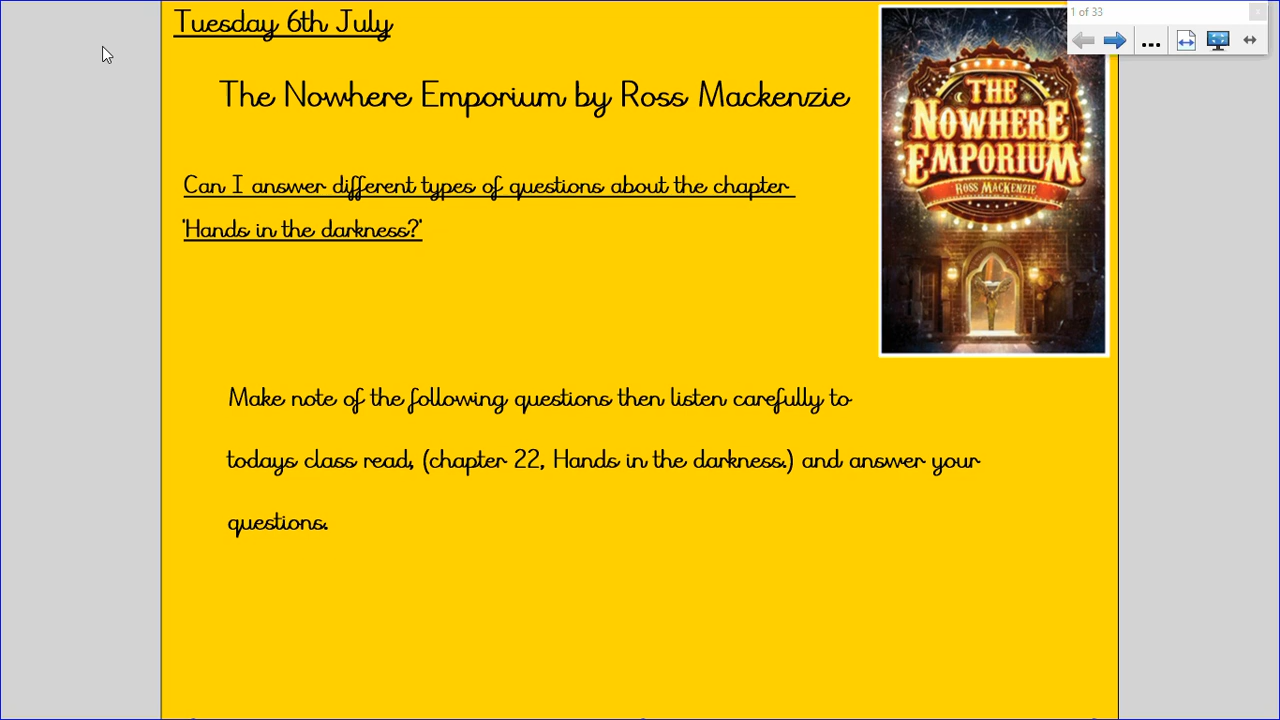 Tuesday 6th July
1 of 33
The Nowhere Emporium by Ross Mackenzie
THE
NOWHERE
EMPORIUM
ROSS MACKENZIE
Can I answer different types of questions about the chapter
'Hands in the darkness?'
Make note of the following questions then listen carefully to
todays class read, (chapter 22, Hands in the darkness.) and answer your
questions.